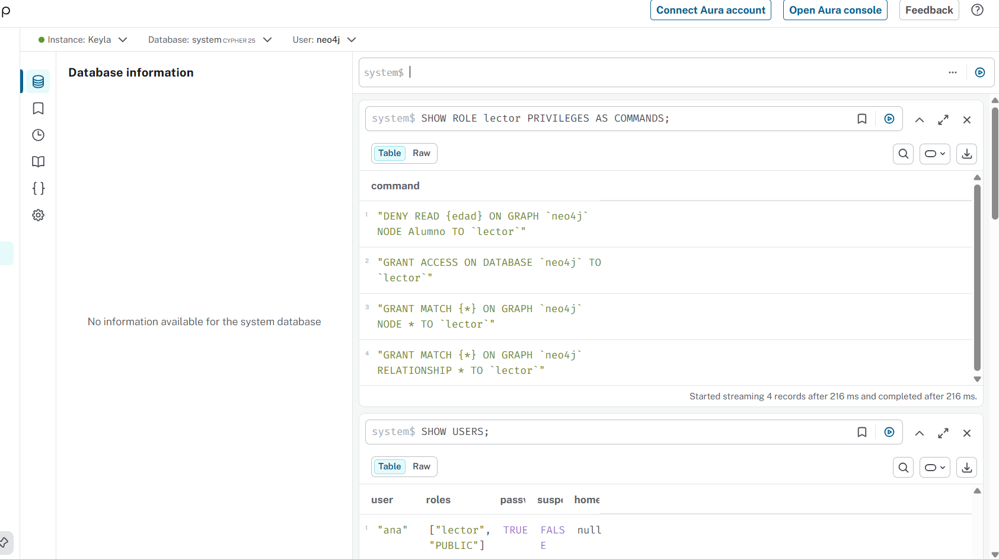 Connect Aura account
Open Aura console
Feedback
Instance: Keyla
Database: system CYPHER 25
User: neo4j
Database information
No information available for the system database
system$
system$ SHOW ROLE lector PRIVILEGES AS COMMANDS;
Table Raw
command
1 "DENY READ {edad} ON GRAPH `neo4j`
NODE Alumno TO `lector`"
2 "GRANT ACCESS ON DATABASE `neo4j` TO
`lector`"
3 "GRANT MATCH {*} ON GRAPH `neo4j`
NODE * TO `lector`"
4 "GRANT MATCH {*} ON GRAPH `neo4j`
RELATIONSHIP * TO `lector`"
Started streaming 4 records after 216 ms and completed after 216 ms.
system$ SHOW USERS;
Table Raw
user roles passw suspe home
1 "ana" ["lector", TRUE FALS null
"PUBLIC"] E